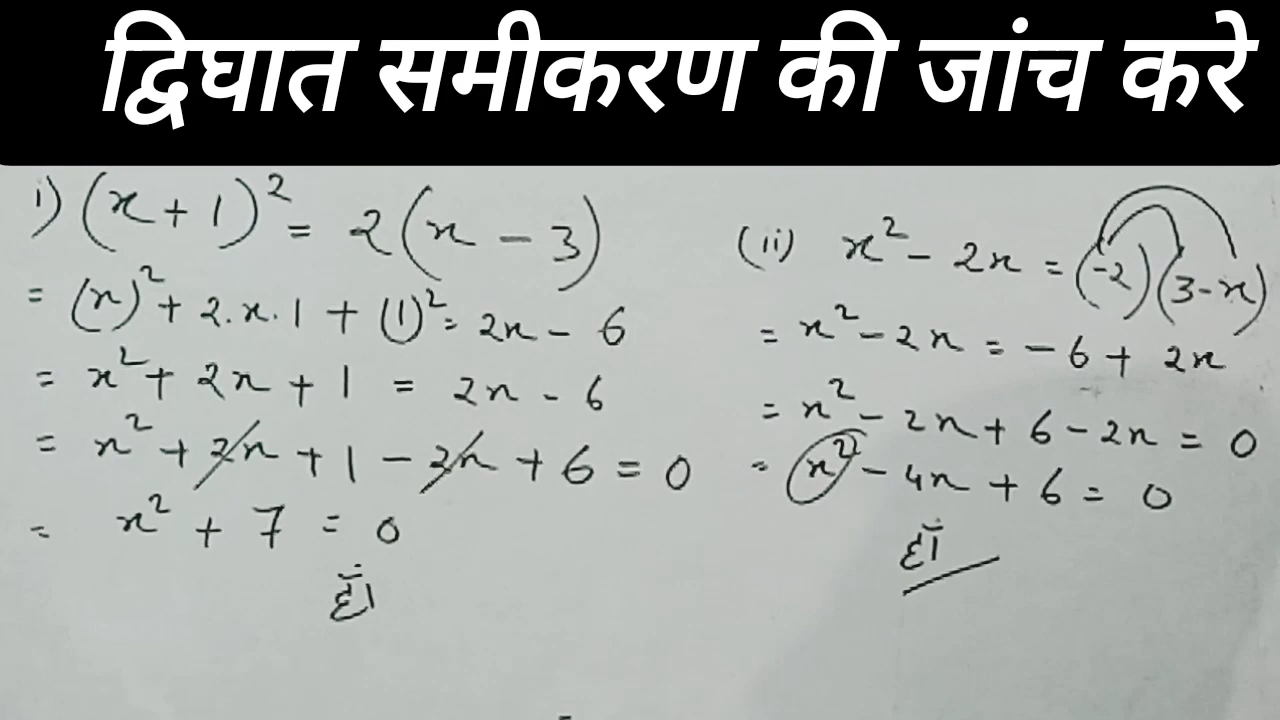 द्विघात समीकरण की जांच करे
i) (x + 1)² = 2(x - 3)
= (x)² + 2.x.1 + (1)² = 2x - 6
= x² + 2x + 1 = 2x - 6
= x² + 2x + 1 - 2x + 6 = 0
= x² + 7 = 0
हाँ
(ii) x² - 2x = (-2)(3-x)
= x² - 2x = -6 + 2x
= x² - 2x + 6 - 2x = 0
= x² - 4x + 6 = 0
हाँ